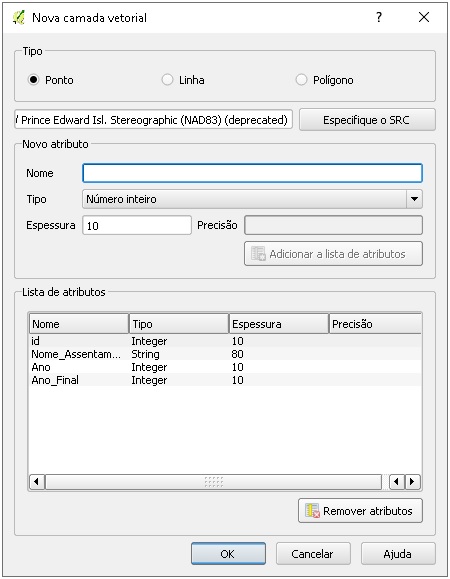 Nova camada vetorial ? ×
Tipo
Ponto Linha Polígono
/ Prince Edward Isl. Stereographic (NAD83) (deprecated) Especifique o SRC
Novo atributo
Nome
Tipo Número inteiro
Espessura 10 Precisão
Adicionar a lista de atributos
Lista de atributos
Nome Tipo Espessura Precisão
id Integer 10
Nome_Assentam... String 80
Ano Integer 10
Ano_Final Integer 10
Remover atributos
OK Cancelar Ajuda